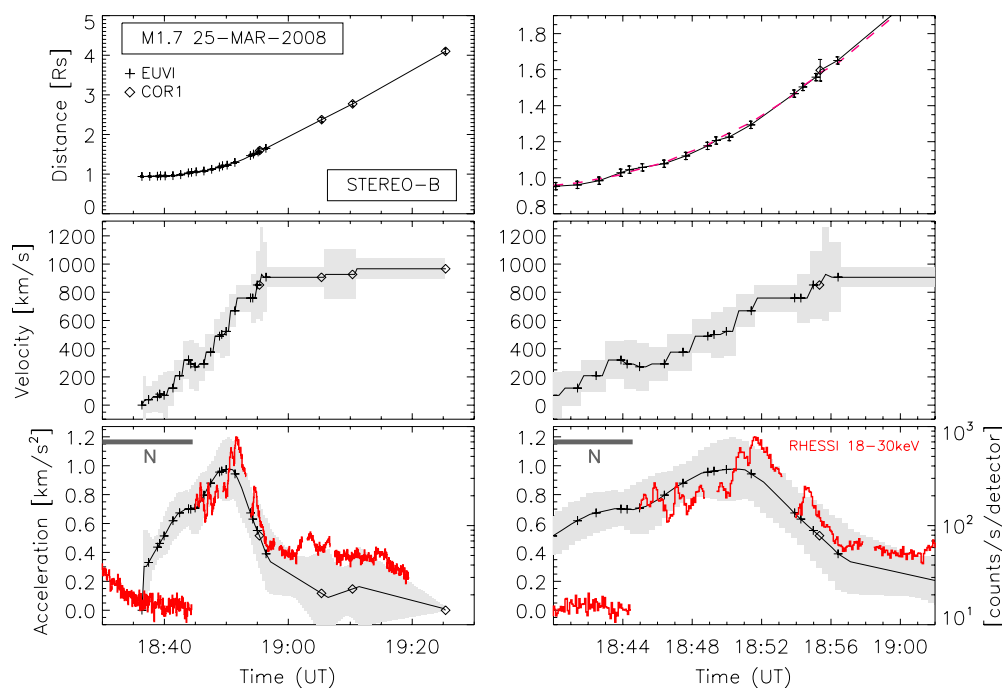 M1.7 25-MAR-2008
+ EUVI
◇ COR1
STEREO-B
Distance [Rs]
5
4
3
2
1
0
1.8
1.6
1.4
1.2
1.0
0.8
Velocity [km/s]
1200
1000
800
600
400
200
0
1200
1000
800
600
400
200
0
Acceleration [km/s²]
1.2
1.0
0.8
0.6
0.4
0.2
0.0
N
1.2
1.0
0.8
0.6
0.4
0.2
0.0
N
RHESSI 18-30keV
10³
10²
10¹
[counts/s/detector]
18:40 19:00 19:20
Time (UT)
18:44 18:48 18:52 18:56 19:00
Time (UT)